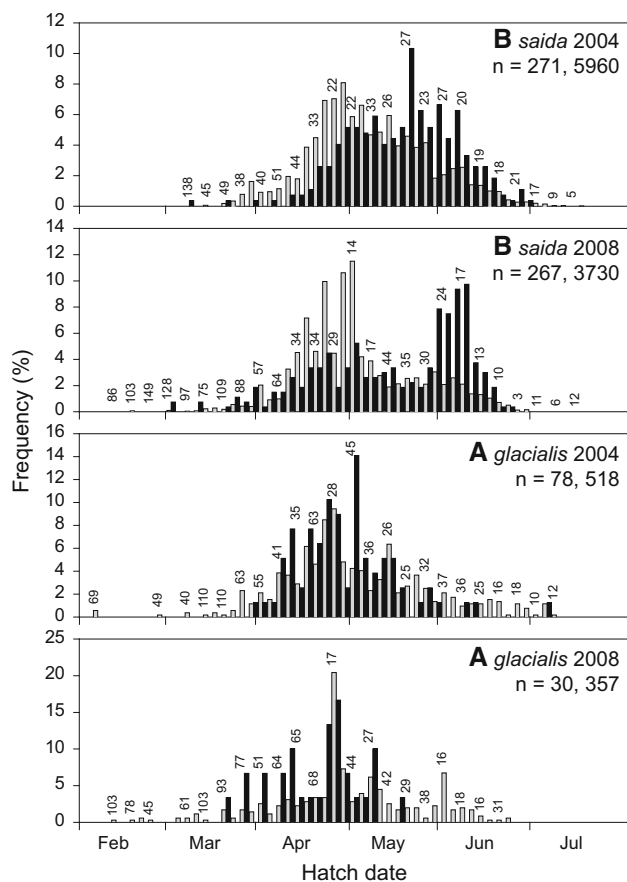 B saida 2004
n = 271, 5960
12
10
8
6
4
2
0
138 45 49 38 40 51 44 33 22 22 33 26 27 23 27 20 19 18 21 17 9 5
B saida 2008
n = 267, 3730
14
12
10
8
6
4
2
0
86 103 149 128 97 75 109 88 57 64 34 34 29 14 17 44 35 30 24 17 13 10 3 11 6 12
A glacialis 2004
n = 78, 518
16
14
12
10
8
6
4
2
0
69 49 40 110 110 63 55 41 35 63 28 45 36 26 25 32 37 36 25 16 18 10 12
A glacialis 2008
n = 30, 357
25
20
15
10
5
0
103 78 45 61 103 93 77 51 64 65 68 17 44 27 42 29 38 16 18 16 31
Frequency (%)
Feb Mar Apr May Jun Jul
Hatch date